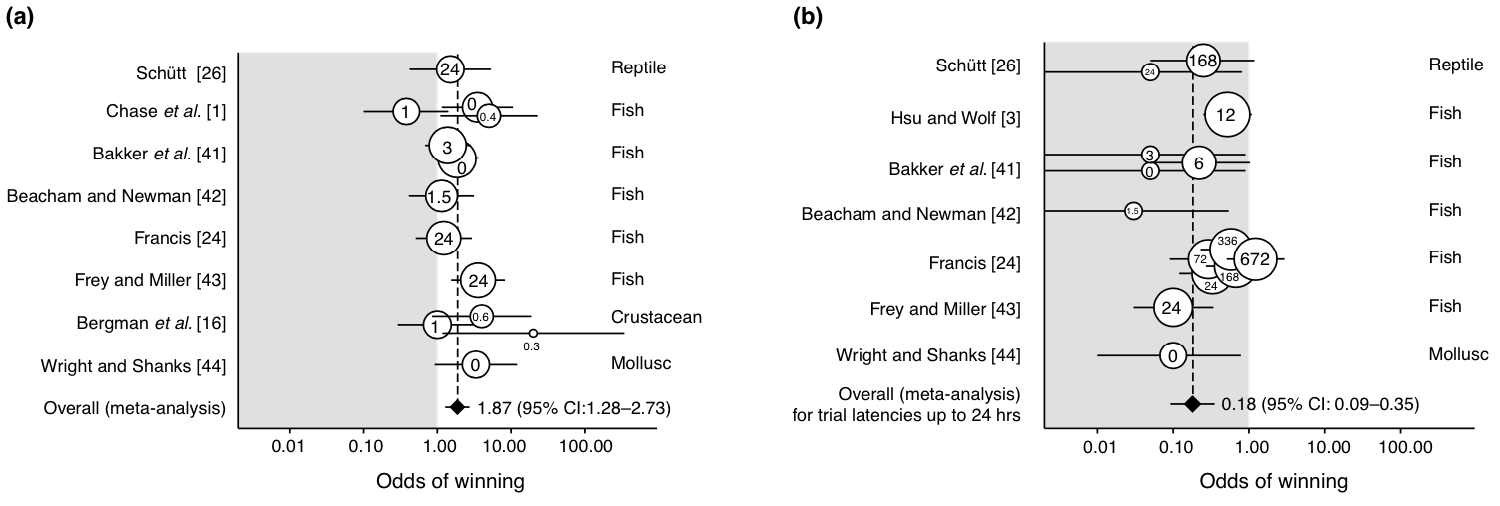 (a)
Schütt [26] 24 Reptile
Chase et al. [1] 1 0 0.4 Fish
Bakker et al. [41] 3 0 Fish
Beacham and Newman [42] 1.5 Fish
Francis [24] 24 Fish
Frey and Miller [43] 24 Fish
Bergman et al. [16] 1 0.6 0.3 Crustacean
Wright and Shanks [44] 0 Mollusc
Overall (meta-analysis) 1.87 (95% CI:1.28–2.73)
0.01 0.10 1.00 10.00 100.00
Odds of winning
(b)
Schütt [26] 168 24 Reptile
Hsu and Wolf [3] 12 Fish
Bakker et al. [41] 3 0 6 Fish
Beacham and Newman [42] 1.5 Fish
Francis [24] 72 24 336 168 672 Fish
Frey and Miller [43] 24 Fish
Wright and Shanks [44] 0 Mollusc
Overall (meta-analysis)
for trial latencies up to 24 hrs 0.18 (95% CI: 0.09–0.35)
0.01 0.10 1.00 10.00 100.00
Odds of winning